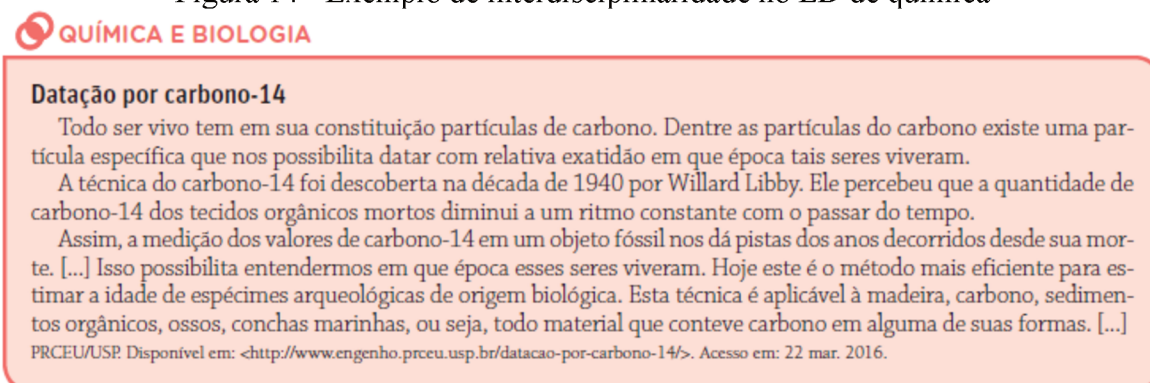 QUÍMICA E BIOLOGIA
Datação por carbono-14
Todo ser vivo tem em sua constituição partículas de carbono. Dentre as partículas do carbono existe uma par-
tícula específica que nos possibilita datar com relativa exatidão em que época tais seres viveram.
A técnica do carbono-14 foi descoberta na década de 1940 por Willard Libby. Ele percebeu que a quantidade de
carbono-14 dos tecidos orgânicos mortos diminui a um ritmo constante com o passar do tempo.
Assim, a medição dos valores de carbono-14 em um objeto fóssil nos dá pistas dos anos decorridos desde sua mor-
te. [...] Isso possibilita entendermos em que época esses seres viveram. Hoje este é o método mais eficiente para es-
timar a idade de espécimes arqueológicas de origem biológica. Esta técnica é aplicável à madeira, carbono, sedimen-
tos orgânicos, ossos, conchas marinhas, ou seja, todo material que conteve carbono em alguma de suas formas. [...]
PRCEU/USP. Disponível em: <http://www.engenho.prceu.usp.br/datacao-por-carbono-14/>. Acesso em: 22 mar. 2016.